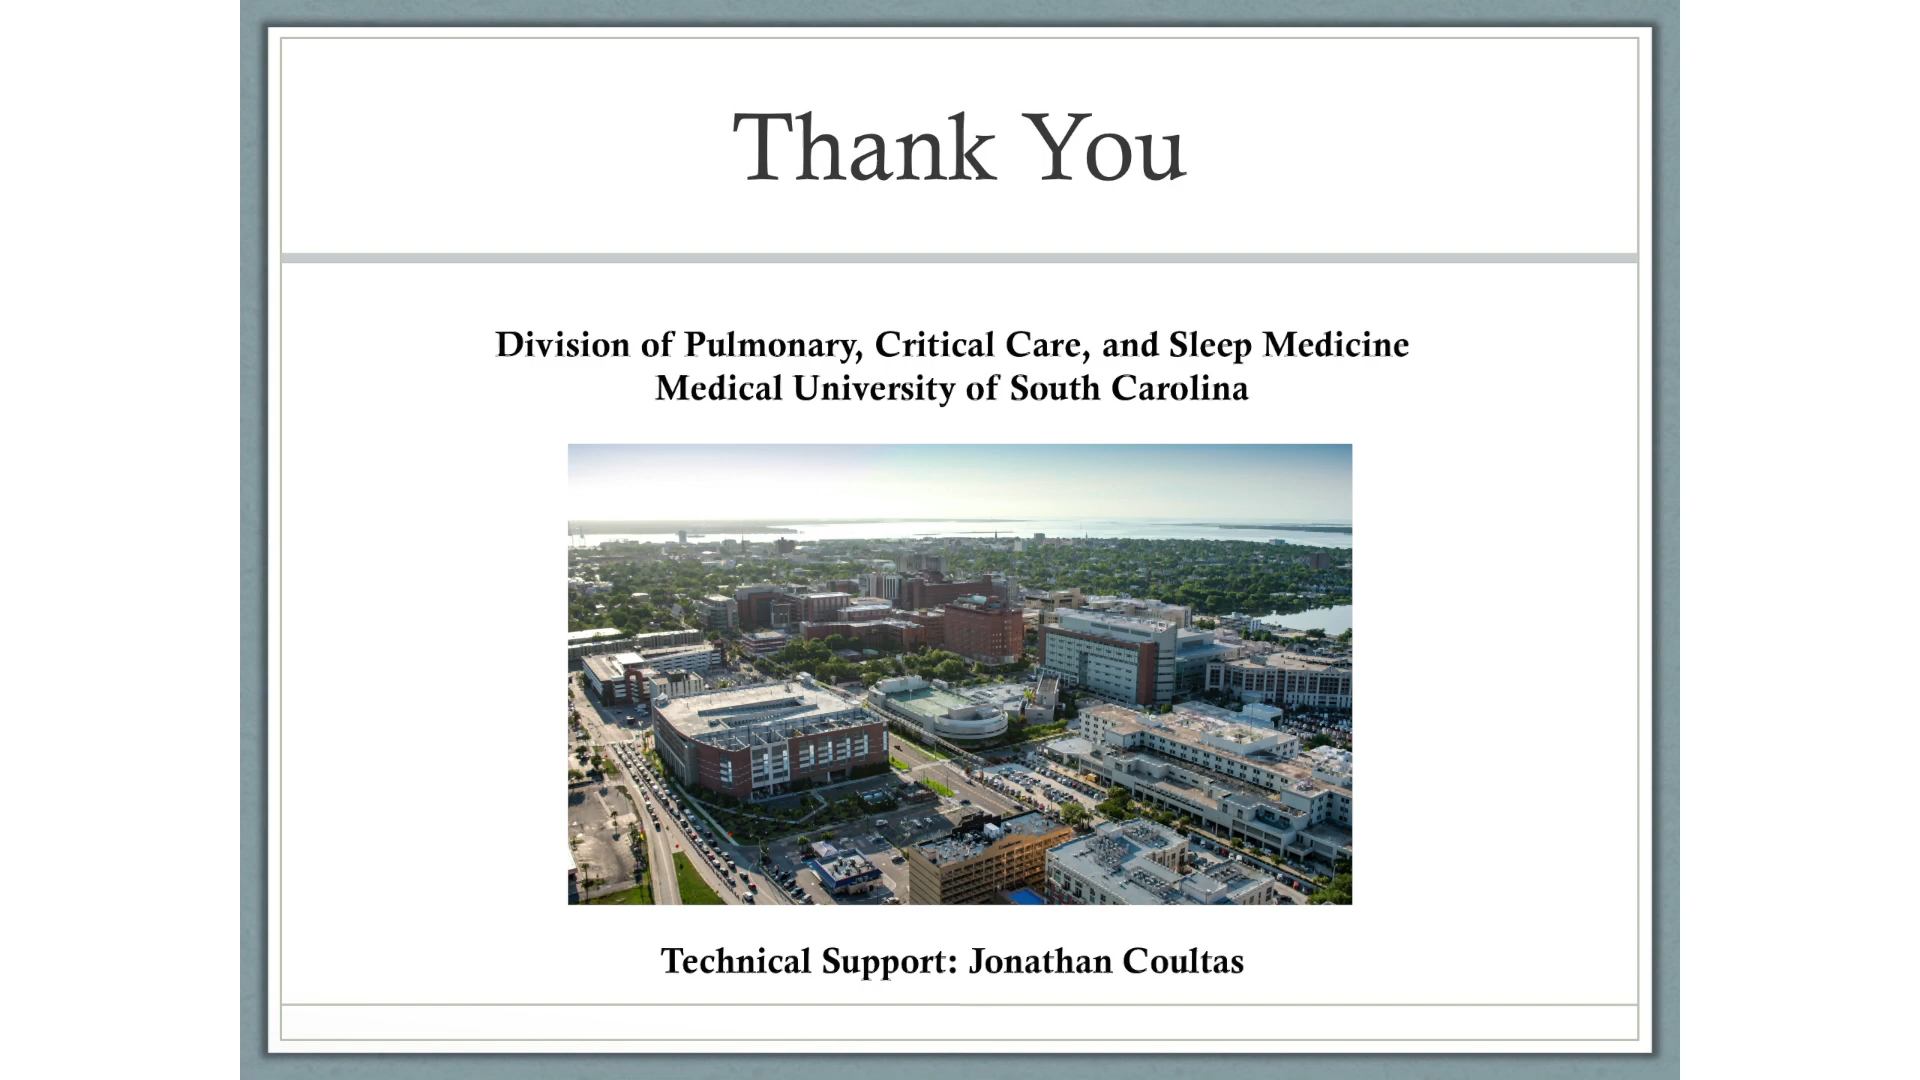 Thank You
Division of Pulmonary, Critical Care, and Sleep Medicine
Medical University of South Carolina
Technical Support: Jonathan Coultas